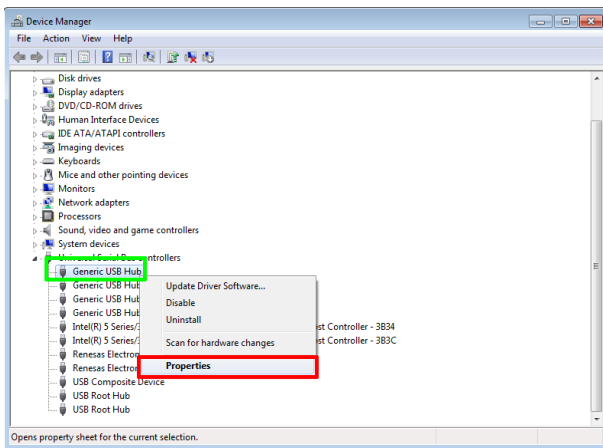 Device Manager
File Action View Help
Disk drives
Display adapters
DVD/CD-ROM drives
Human Interface Devices
IDE ATA/ATAPI controllers
Imaging devices
Keyboards
Mice and other pointing devices
Monitors
Network adapters
Processors
Sound, video and game controllers
System devices
Universal Serial Bus controllers
Generic USB Hub
Generic USB Hub
Update Driver Software...
Generic USB Hub
Disable
Generic USB Hub
Uninstall
Intel(R) 5 Series/3
st Controller - 3B34
Intel(R) 5 Series/
Scan for hardware changes
st Controller - 3B3C
Renesas Electron
Renesas Electron
Properties
USB Composite Device
USB Root Hub
USB Root Hub
Opens property sheet for the current selection.